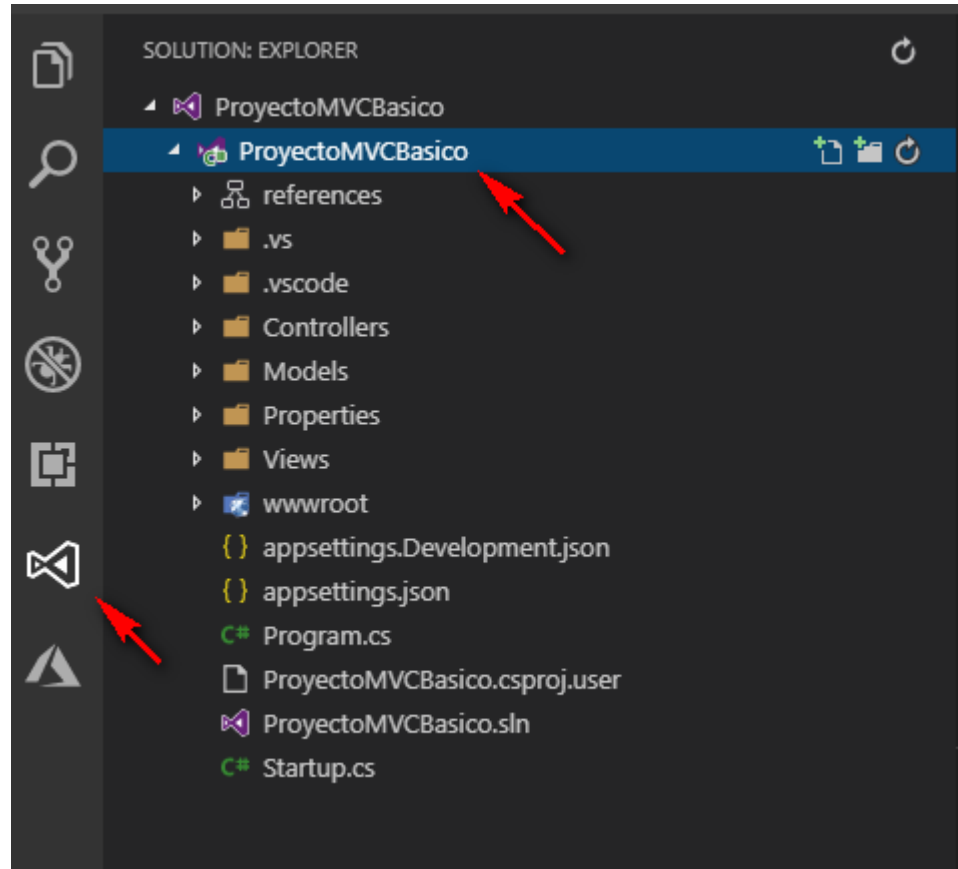 SOLUTION: EXPLORER
ProyectoMVCBasico
ProyectoMVCBasico
references
.vs
.vscode
Controllers
Models
Properties
Views
wwwroot
{ } appsettings.Development.json
{ } appsettings.json
C# Program.cs
ProyectoMVCBasico.csproj.user
ProyectoMVCBasico.sln
C# Startup.cs